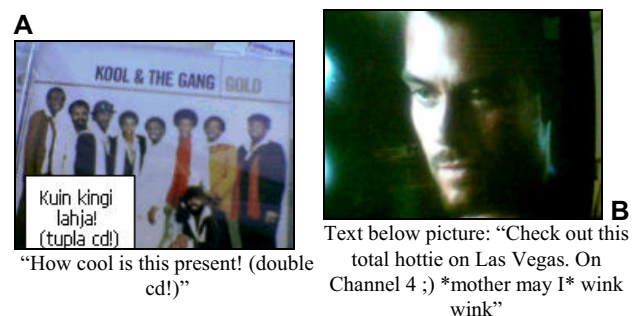 A
KOOL & THE GANG GOLD
Kuin kingi
lahja!
(tupla cd!)
“How cool is this present! (double
cd!)”
B
Text below picture: “Check out this
total hottie on Las Vegas. On
Channel 4 ;) *mother may I* wink
wink”